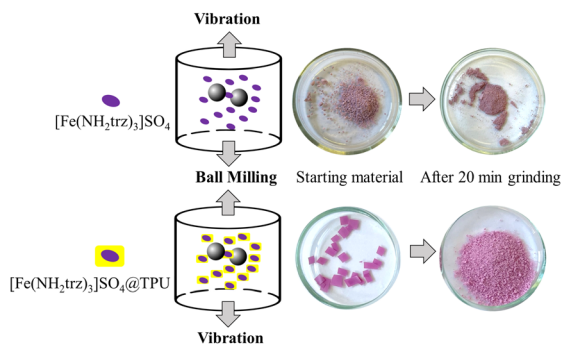 Vibration
[Fe(NH₂trz)₃]SO₄
Ball Milling
Starting material
After 20 min grinding
[Fe(NH₂trz)₃]SO₄@TPU
Vibration